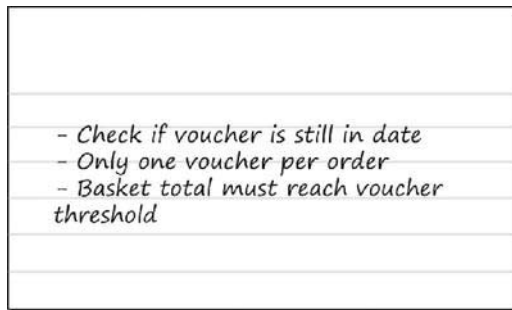 - Check if voucher is still in date
- Only one voucher per order
- Basket total must reach voucher
threshold